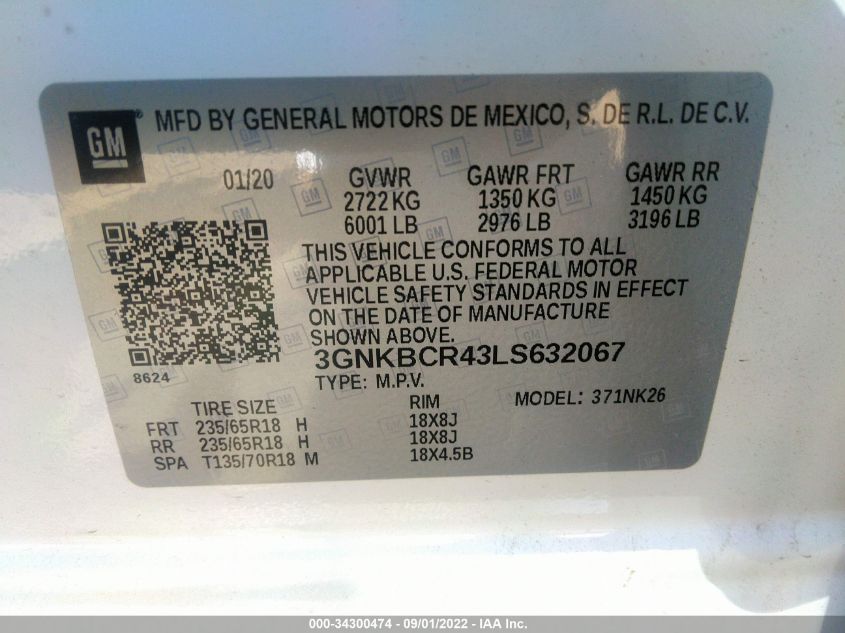 GM MFD BY GENERAL MOTORS DE MEXICO, S. DE R.L. DE C.V.
01/20 GVWR GAWR FRT GAWR RR
2722 KG 1350 KG 1450 KG
6001 LB 2976 LB 3196 LB
THIS VEHICLE CONFORMS TO ALL
APPLICABLE U.S. FEDERAL MOTOR
VEHICLE SAFETY STANDARDS IN EFFECT
ON THE DATE OF MANUFACTURE
SHOWN ABOVE.
3GNKBCR43LS632067
8624
TYPE: M.P.V. MODEL: 371NK26
TIRE SIZE RIM
FRT 235/65R18 H 18X8J
RR 235/65R18 H 18X8J
SPA T135/70R18 M 18X4.5B
000-34300474 - 09/01/2022 - IAA Inc.